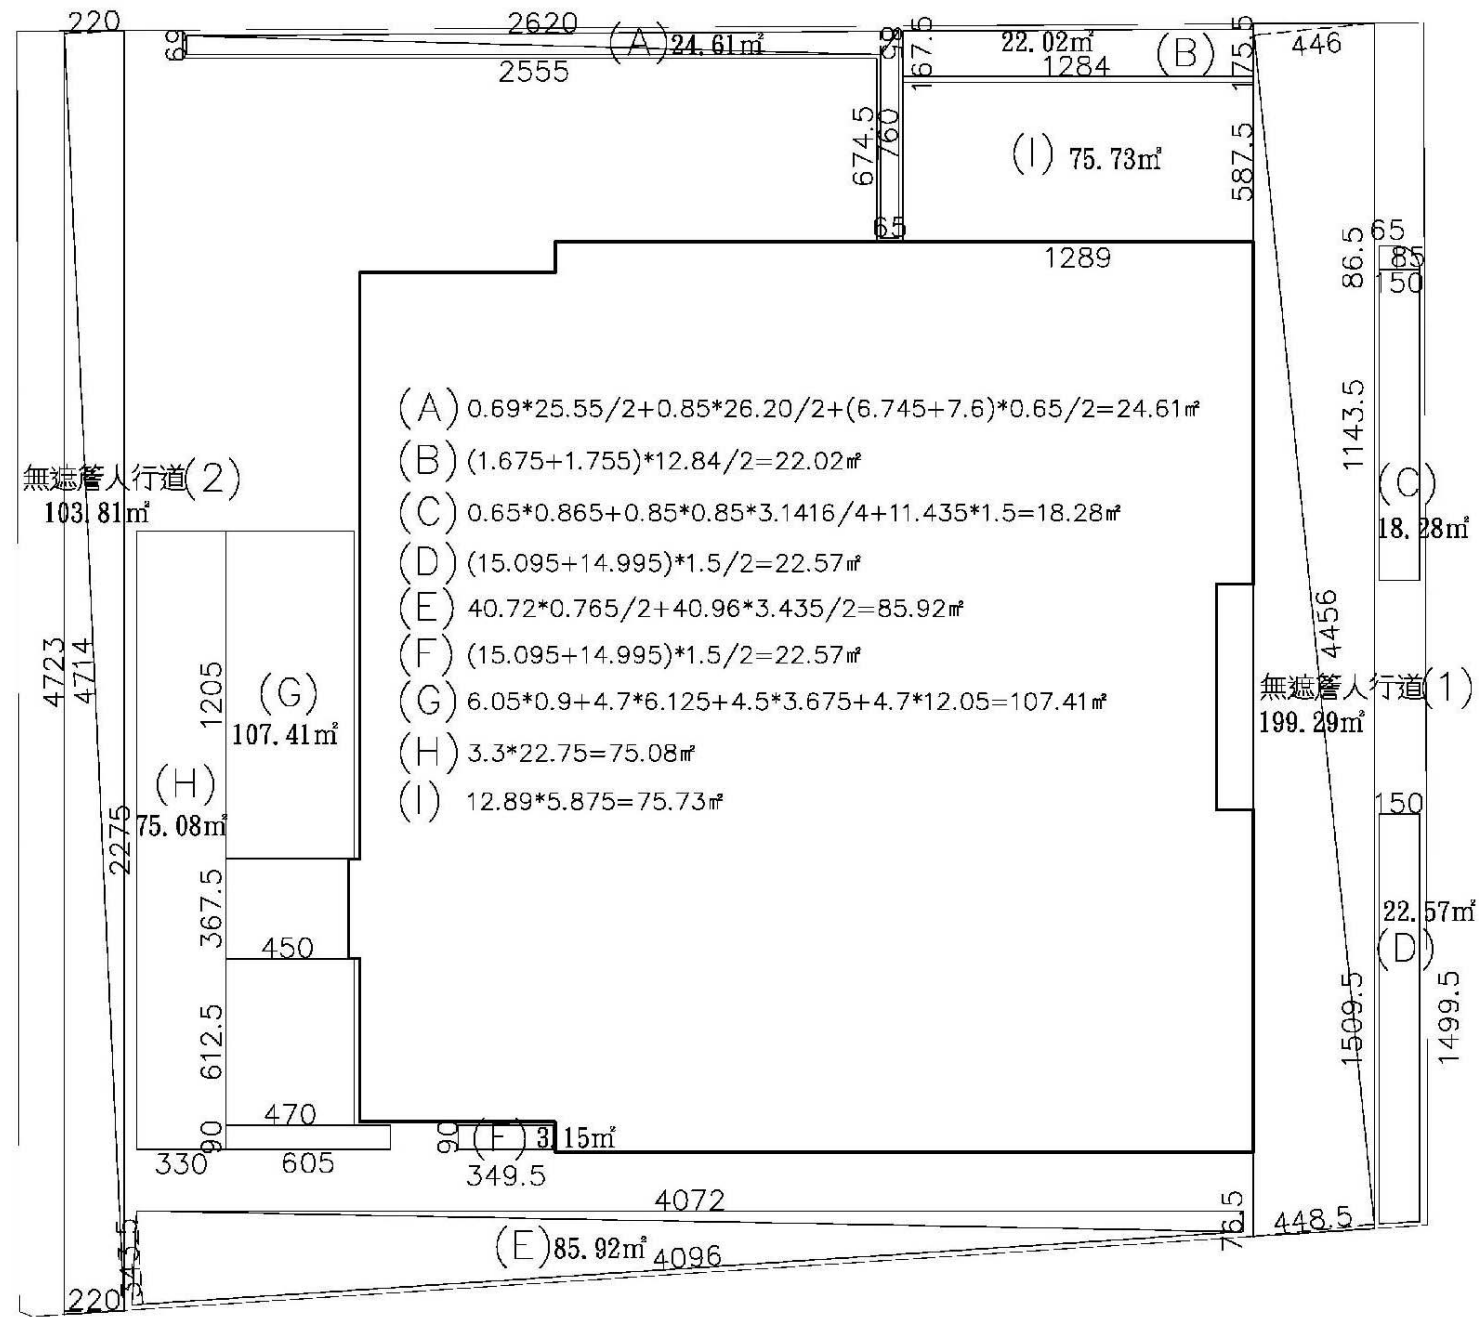 220
2620
(A) 24.61㎡
69
2555
85
167.5
22.02㎡
1284
(B)
175.5
446
674.5
760
(I) 75.73㎡
587.5
65
1289
86.5
65
85
150
1143.5
(C)
18.28㎡
(A) 0.69*25.55/2+0.85*26.20/2+(6.745+7.6)*0.65/2=24.61㎡
(B) (1.675+1.755)*12.84/2=22.02㎡
(C) 0.65*0.865+0.85*0.85*3.1416/4+11.435*1.5=18.28㎡
(D) (15.095+14.995)*1.5/2=22.57㎡
(E) 40.72*0.765/2+40.96*3.435/2=85.92㎡
(F) (15.095+14.995)*1.5/2=22.57㎡
(G) 6.05*0.9+4.7*6.125+4.5*3.675+4.7*12.05=107.41㎡
(H) 3.3*22.75=75.08㎡
(I) 12.89*5.875=75.73㎡
無遮簷人行道(2)
103.81㎡
4723
4714
1205
(G)
107.41㎡
(H)
75.08㎡
2275
367.5
450
612.5
470
90
330
605
90
(F) 3.15㎡
349.5
4456
無遮簷人行道(1)
199.29㎡
150
22.57㎡
(D)
1509.5
1499.5
4072
76.5
448.5
(E) 85.92㎡
4096
343.5
220